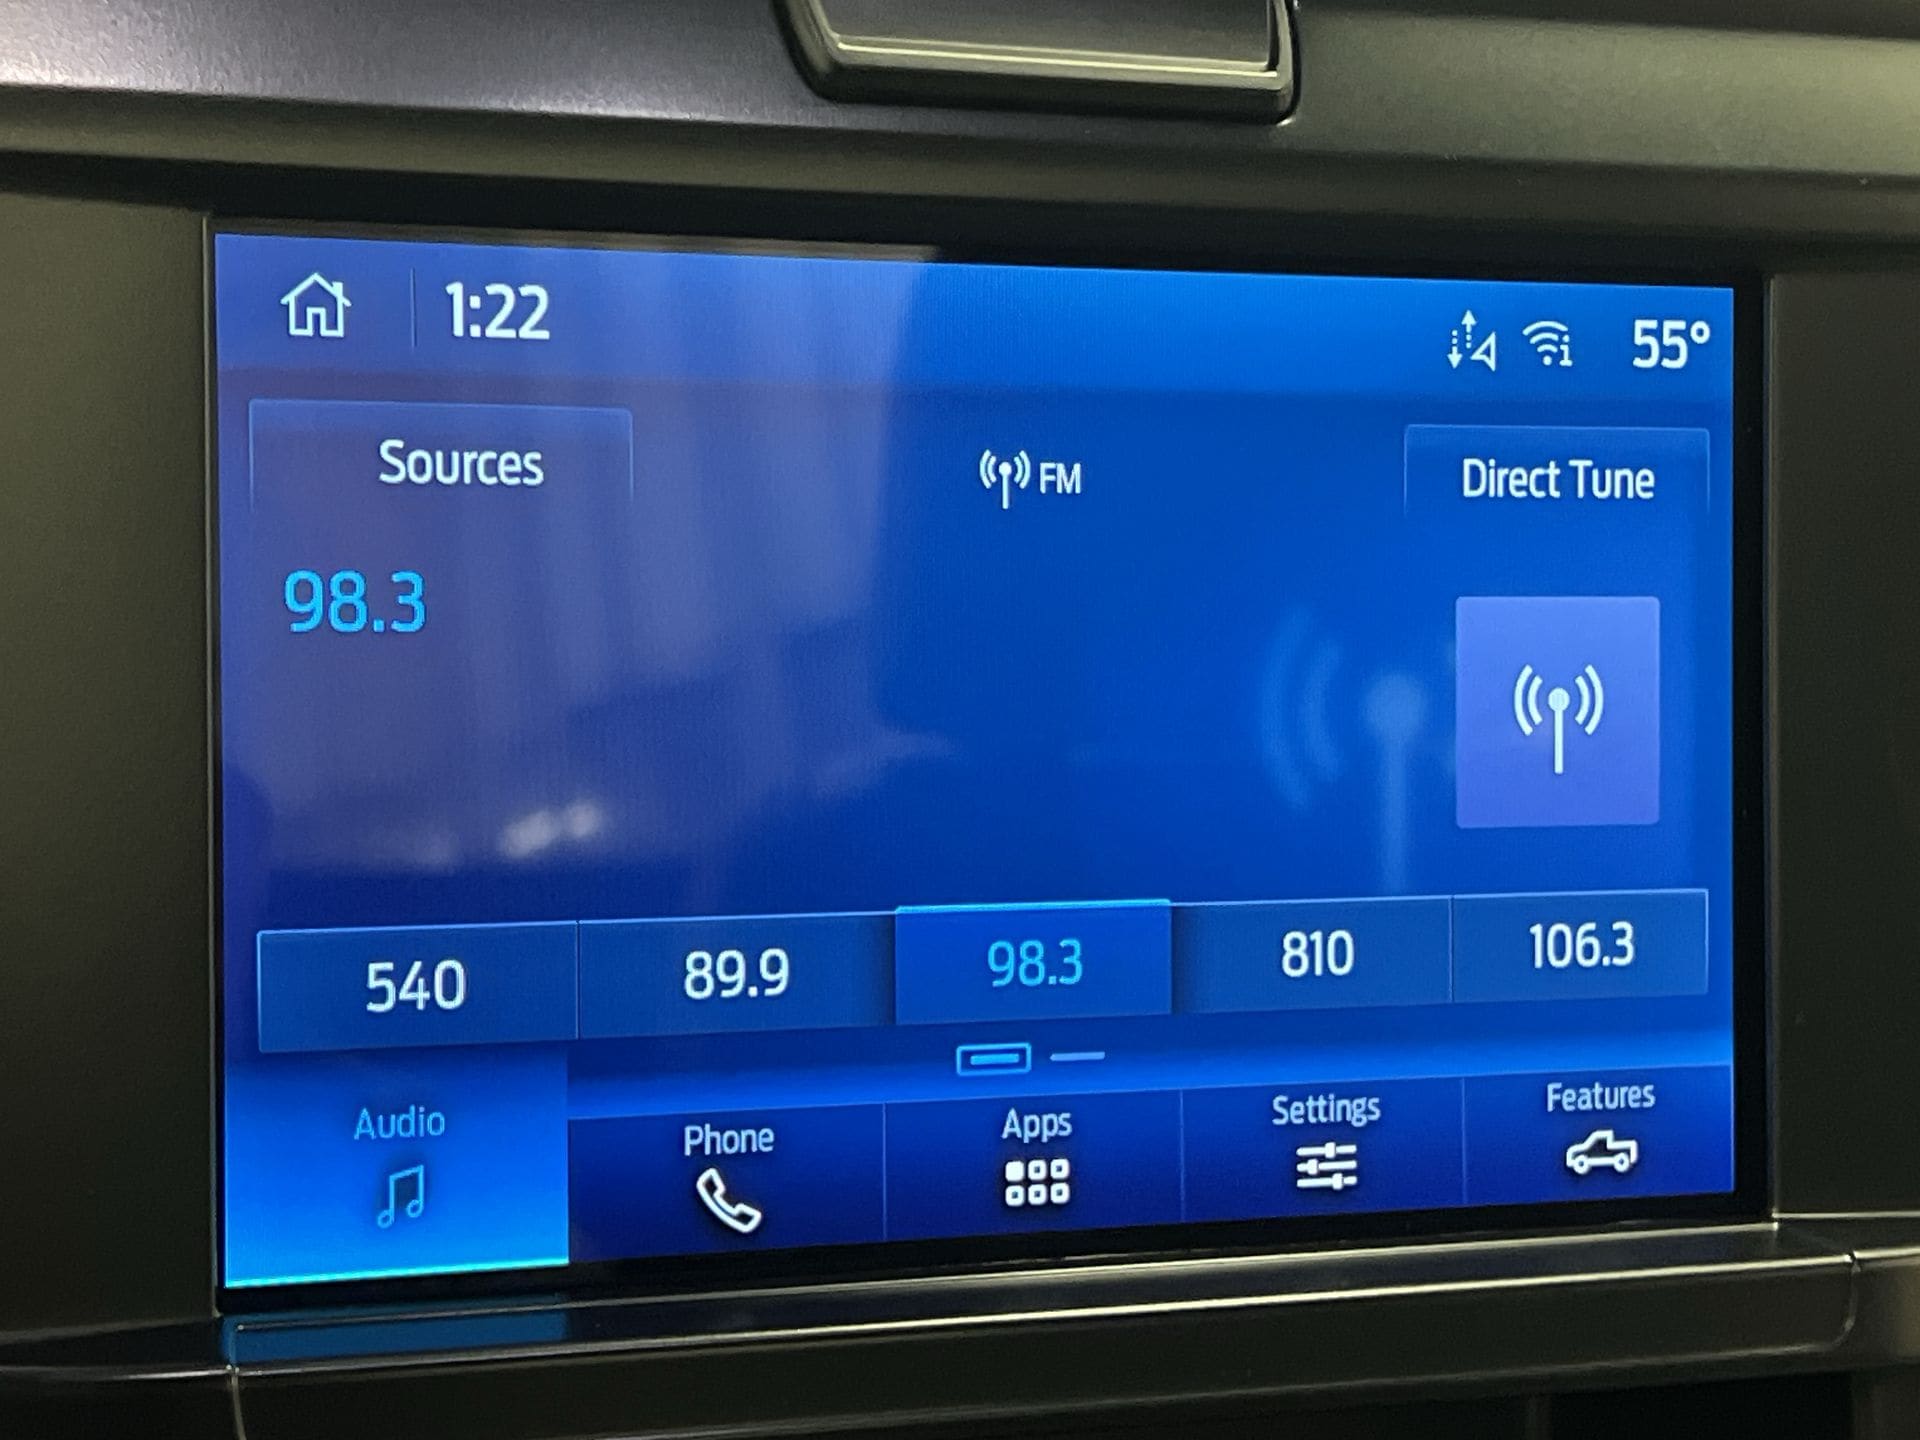 1:22
55°
Sources
FM
Direct Tune
98.3
540
89.9
98.3
810
106.3
Audio
Phone
Apps
Settings
Features